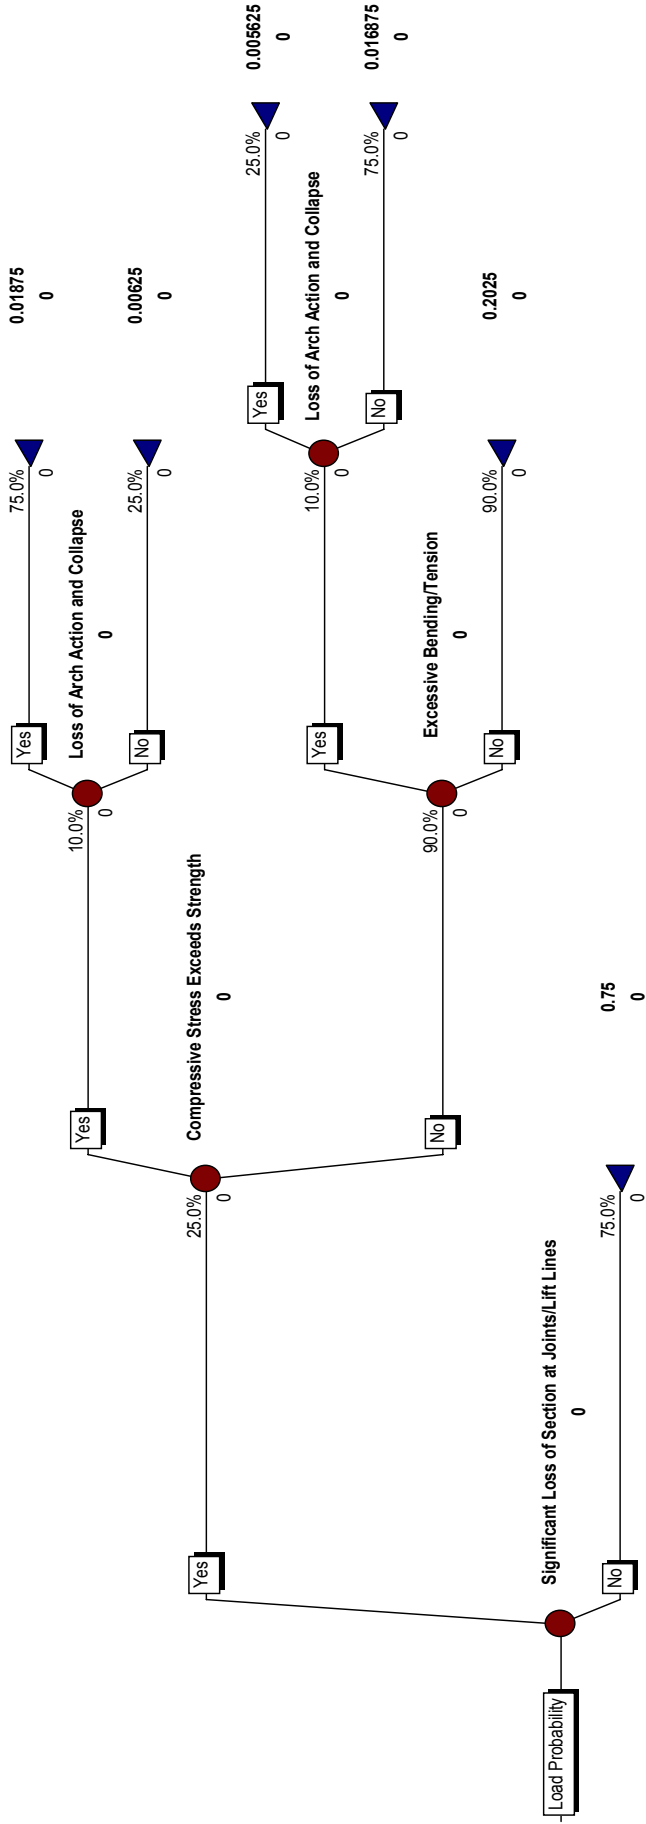 Load Probability
Significant Loss of Section at Joints/Lift Lines
0
Yes
25.0%
0
Compressive Stress Exceeds Strength
0
Yes
10.0%
0
Loss of Arch Action and Collapse
0
Yes
75.0%
0
0.01875
0
No
25.0%
0
0.00625
0
No
90.0%
0
Excessive Bending/Tension
0
Yes
10.0%
0
Loss of Arch Action and Collapse
0
Yes
25.0%
0
0.005625
0
No
75.0%
0
0.016875
0
No
90.0%
0
0.2025
0
No
75.0%
0
0.75
0